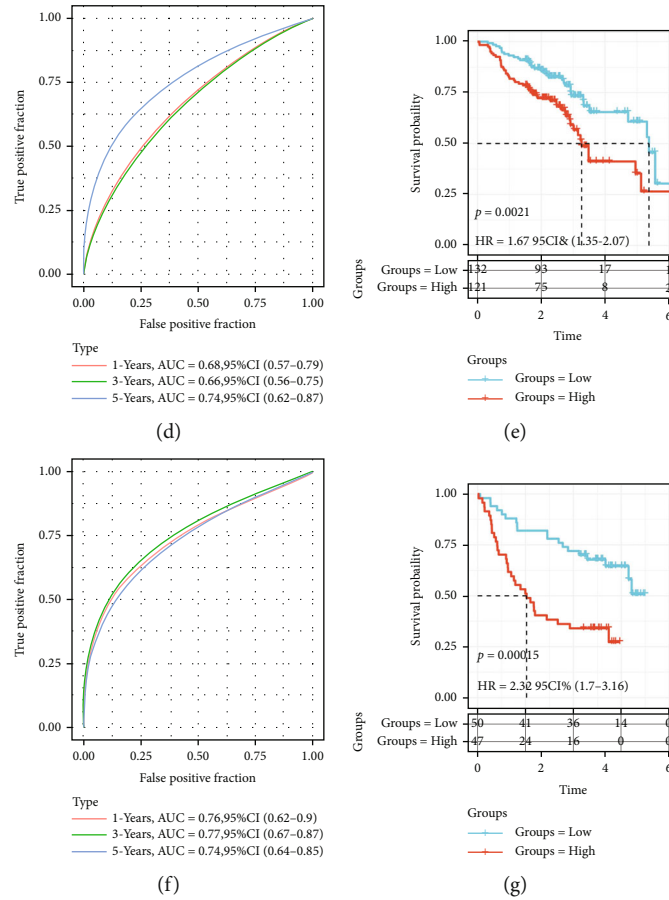 1.00
0.75
0.50
0.25
0.00
True positive fraction
0.00 0.25 0.50 0.75 1.00
False positive fraction
Type
1-Years, AUC = 0.68,95%CI (0.57–0.79)
3-Years, AUC = 0.66,95%CI (0.56–0.75)
5-Years, AUC = 0.74,95%CI (0.62–0.87)
(d)
1.00
0.75
0.50
0.25
0.00
Survival probaility
p = 0.0021
HR = 1.67 95CI& (1.35-2.07)
Groups
Groups = Low 132 93 17 1
Groups = High 121 75 8 2
0 2 4 6
Time
Groups
Groups = Low
Groups = High
(e)
1.00
0.75
0.50
0.25
0.00
True positive fraction
0.00 0.25 0.50 0.75 1.00
False positive fraction
Type
1-Years, AUC = 0.76,95%CI (0.62–0.9)
3-Years, AUC = 0.77,95%CI (0.67–0.87)
5-Years, AUC = 0.74,95%CI (0.64–0.85)
(f)
1.00
0.75
0.50
0.25
0.00
Survival probaility
p = 0.00015
HR = 2.32 95CI% (1.7–3.16)
Groups
Groups = Low 50 41 36 14 0
Groups = High 47 24 16 0 0
0 2 4 6
Time
Groups
Groups = Low
Groups = High
(g)